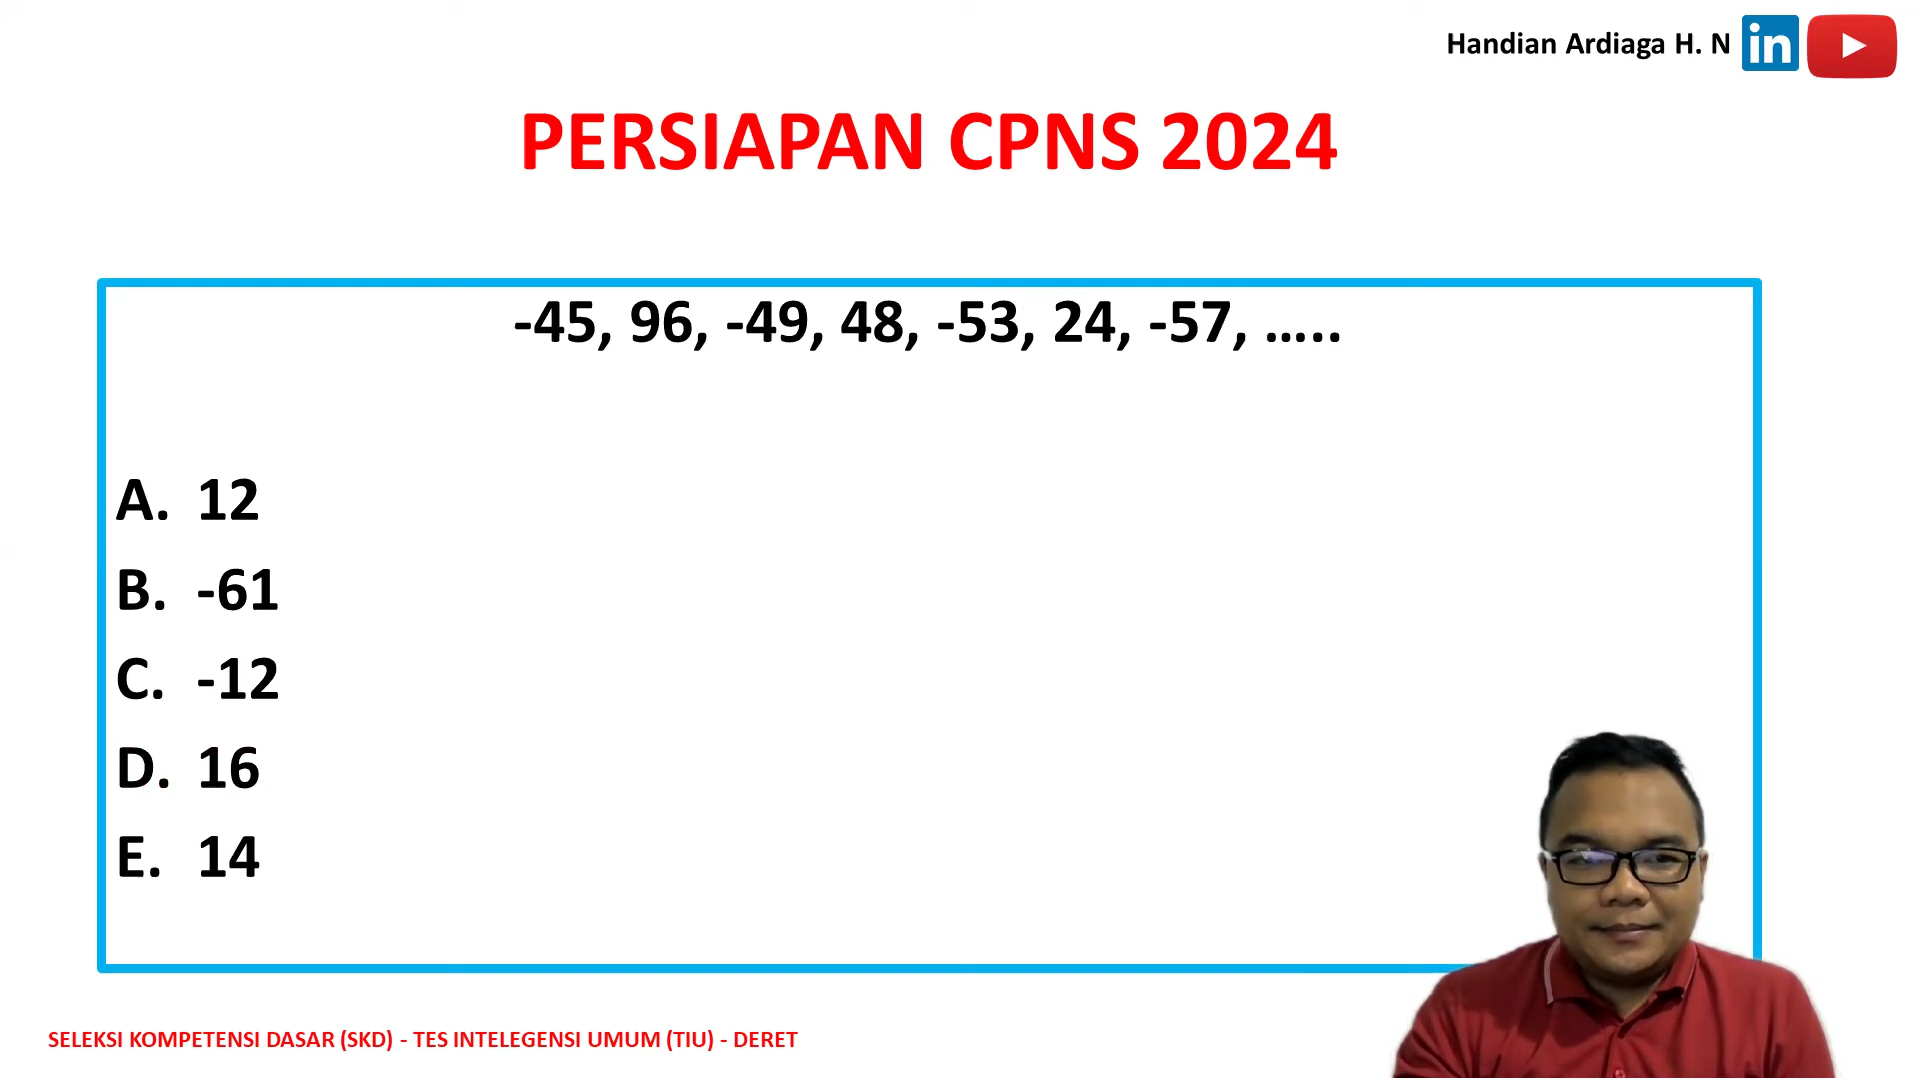 Handian Ardiaga H. N in
PERSIAPAN CPNS 2024
-45, 96, -49, 48, -53, 24, -57, .....
A. 12
B. -61
C. -12
D. 16
E. 14
SELEKSI KOMPETENSI DASAR (SKD) - TES INTELEGENSI UMUM (TIU) - DERET